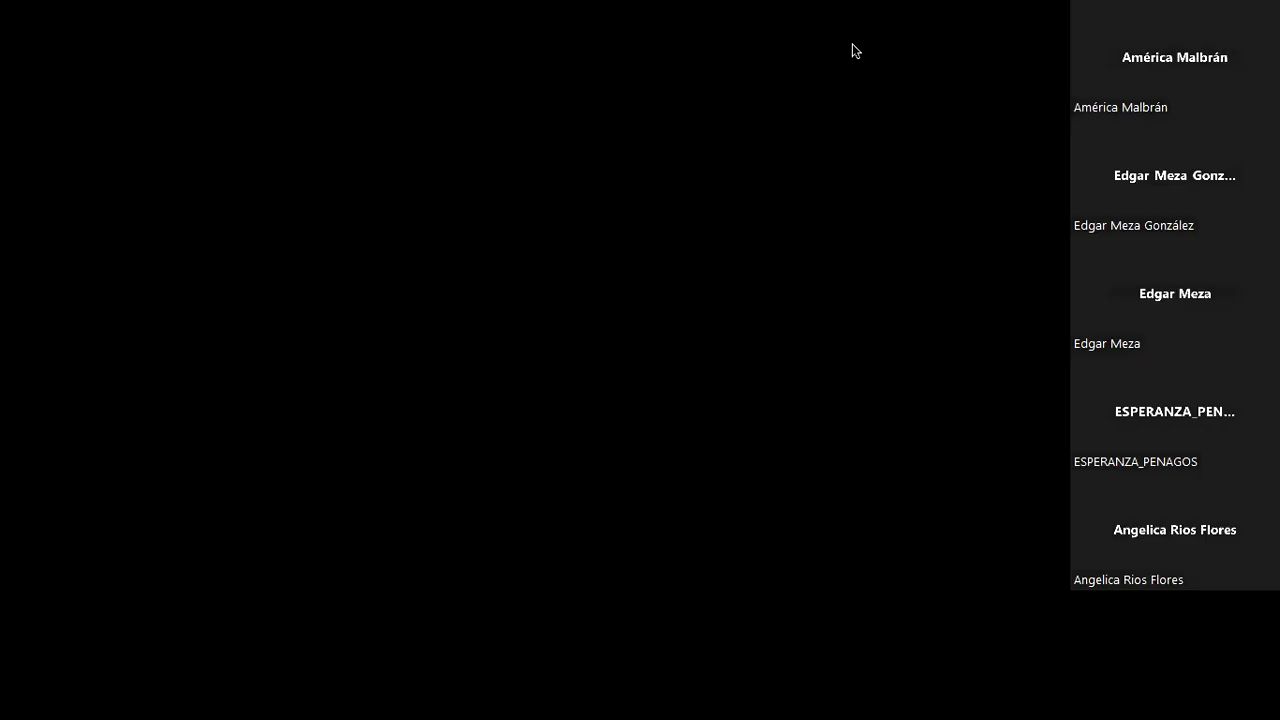 América Malbrán
América Malbrán
Edgar Meza Gonz...
Edgar Meza González
Edgar Meza
Edgar Meza
ESPERANZA_PEN...
ESPERANZA_PENAGOS
Angelica Rios Flores
Angelica Rios Flores